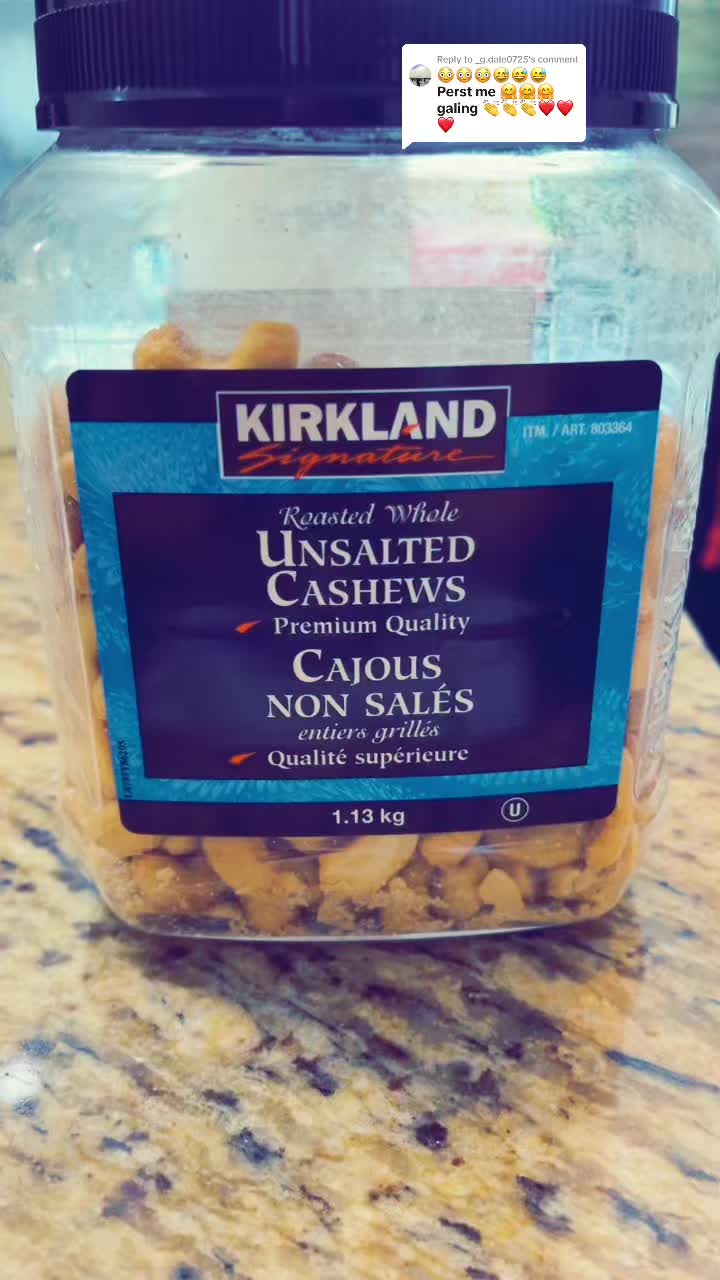 Reply to _g.dale0725's comment
😳😳😳😅😅😅
Perst me 🤗🤗🤗
galing 👏👏👏❤️❤️
❤️
KIRKLAND
Signature
ITM. / ART. 803364
Roasted Whole
UNSALTED
CASHEWS
Premium Quality
CAJOUS
NON SALÉS
entiers grillés
Qualité supérieure
1.13 kg
U